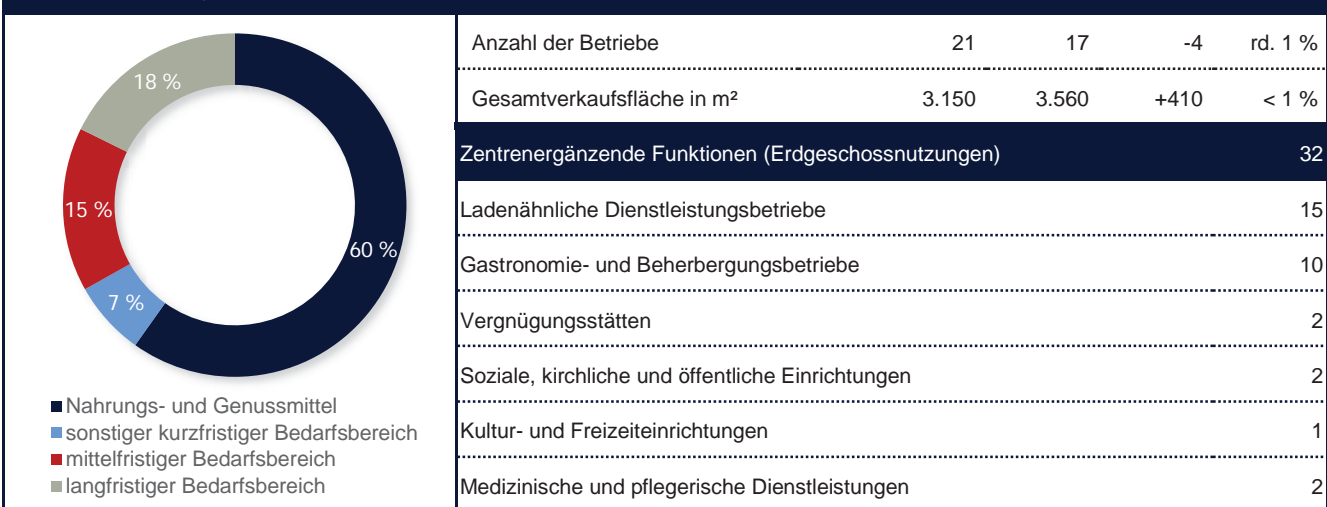 18 %
15 %
60 %
7 %
Nahrungs- und Genussmittel
sonstiger kurzfristiger Bedarfsbereich
mittelfristiger Bedarfsbereich
langfristiger Bedarfsbereich
Anzahl der Betriebe 21 17 -4 rd. 1 %
Gesamtverkaufsfläche in m² 3.150 3.560 +410 < 1 %
Zentrenergänzende Funktionen (Erdgeschossnutzungen) 32
Ladenähnliche Dienstleistungsbetriebe 15
Gastronomie- und Beherbergungsbetriebe 10
Vergnügungsstätten 2
Soziale, kirchliche und öffentliche Einrichtungen 2
Kultur- und Freizeiteinrichtungen 1
Medizinische und pflegerische Dienstleistungen 2